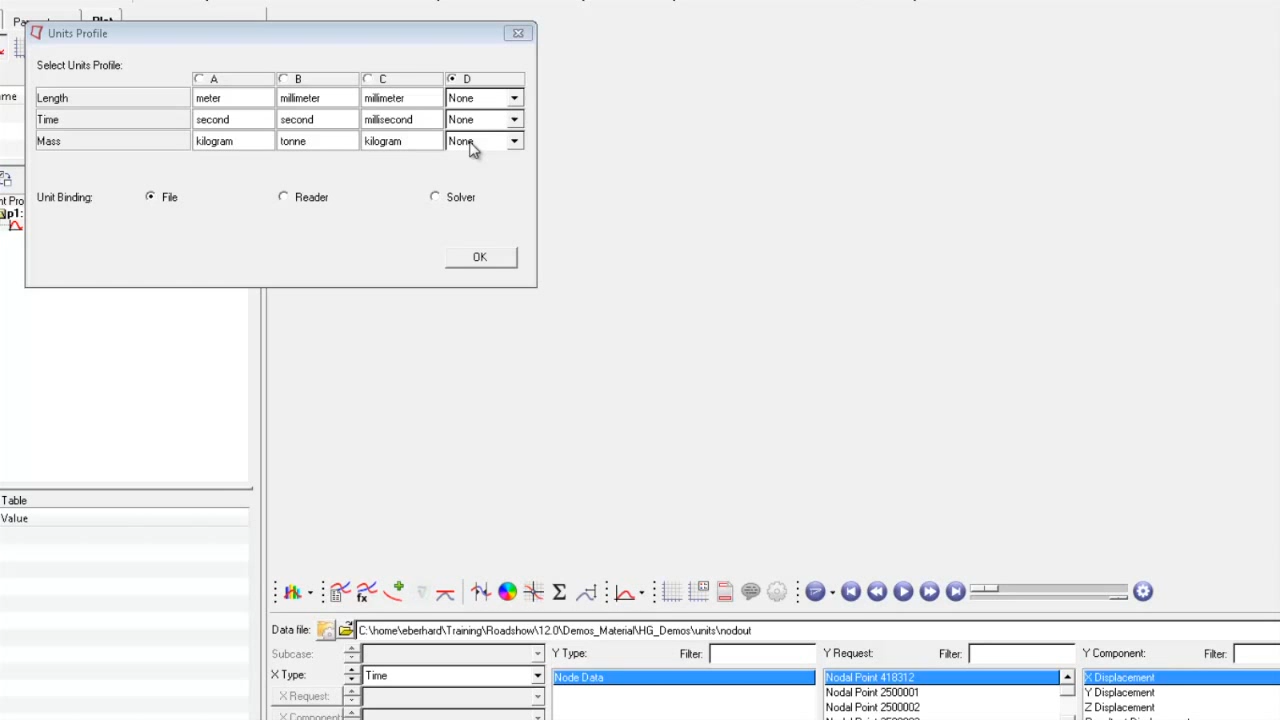 Plot
Units Profile
Select Units Profile:
A B C D
Length meter millimeter millimeter None
Time second second millisecond None
Mass kilogram tonne kilogram None
Unit Binding: File Reader Solver
OK
p1:
Table
Value
Data file: C:\home\eberhard\Training\Roadshow\12.0\Demos_Material\HG_Demos\units\nodout
Subcase: Y Type: Filter: Y Request: Filter: Y Component: Filter:
X Type: Time Node Data Nodal Point 418312 X Displacement
X Request: Nodal Point 2500001 Y Displacement
Nodal Point 2500002 Z Displacement
X Component: